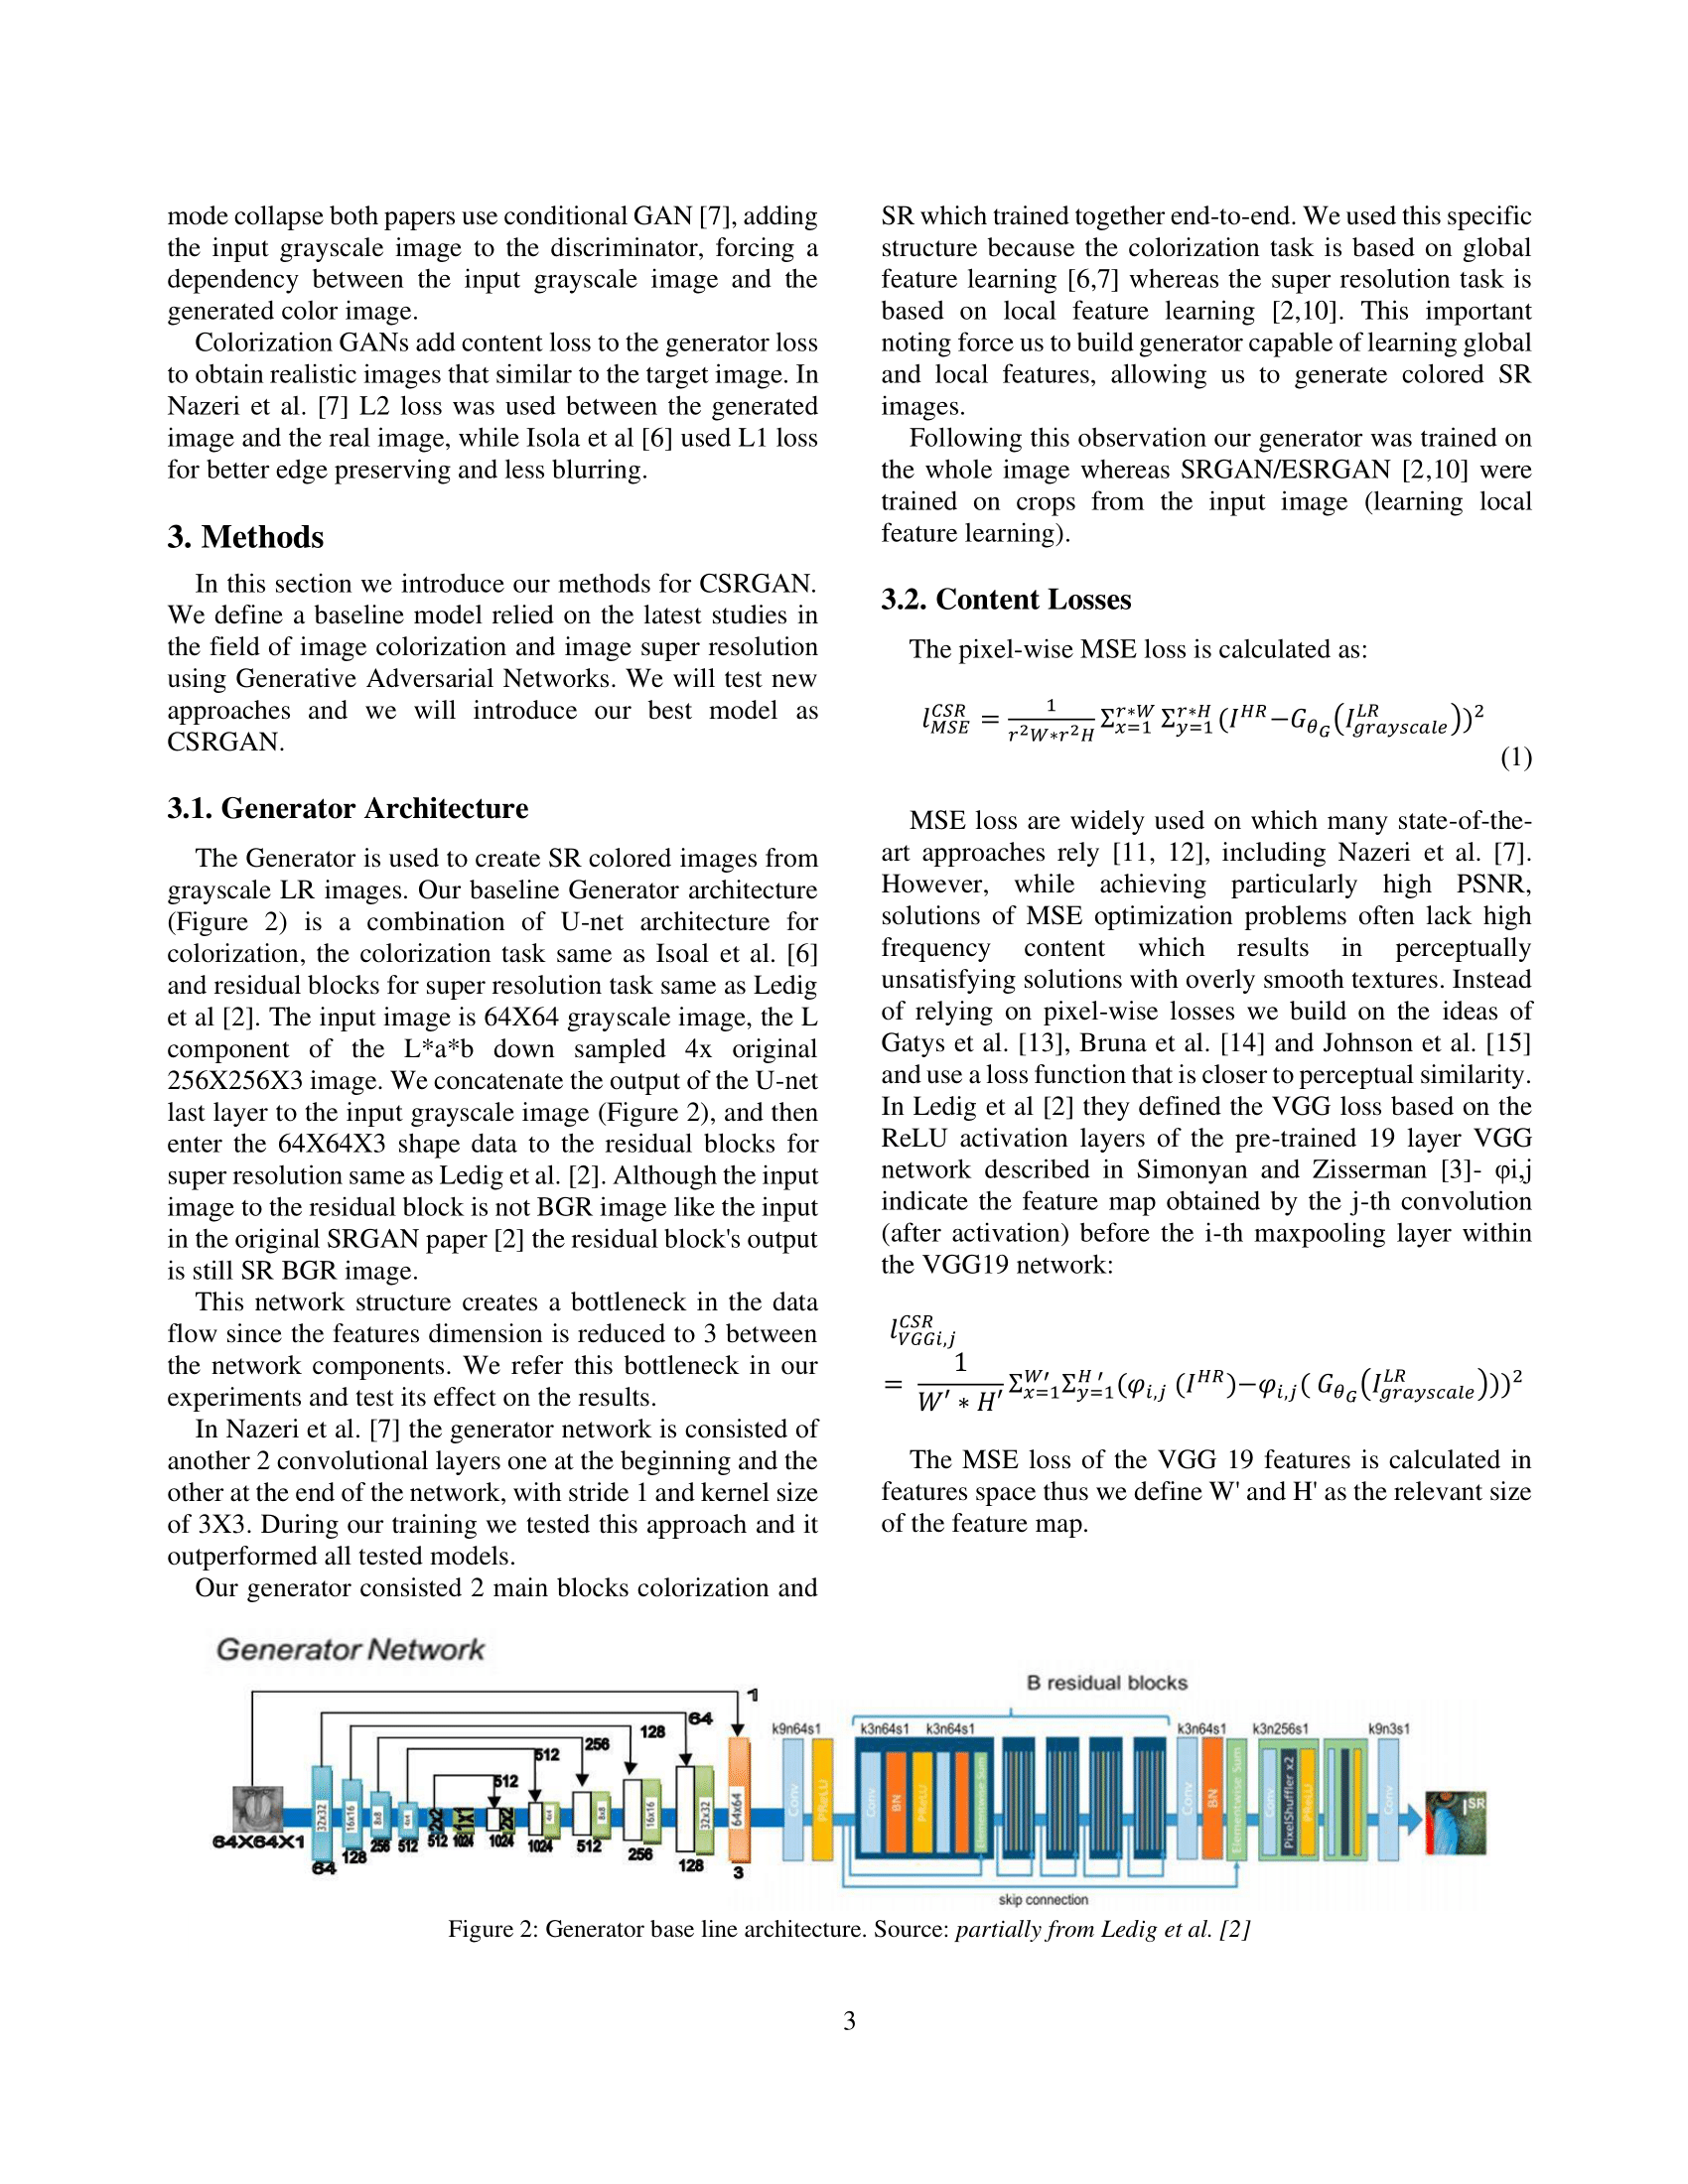 mode collapse both papers use conditional GAN [7], adding
the input grayscale image to the discriminator, forcing a
dependency between the input grayscale image and the
generated color image.
Colorization GANs add content loss to the generator loss
to obtain realistic images that similar to the target image. In
Nazeri et al. [7] L2 loss was used between the generated
image and the real image, while Isola et al [6] used L1 loss
for better edge preserving and less blurring.
3. Methods
In this section we introduce our methods for CSRGAN.
We define a baseline model relied on the latest studies in
the field of image colorization and image super resolution
using Generative Adversarial Networks. We will test new
approaches and we will introduce our best model as
CSRGAN.
3.1. Generator Architecture
The Generator is used to create SR colored images from
grayscale LR images. Our baseline Generator architecture
(Figure 2) is a combination of U-net architecture for
colorization, the colorization task same as Isoal et al. [6]
and residual blocks for super resolution task same as Ledig
et al [2]. The input image is 64X64 grayscale image, the L
component of the L*a*b down sampled 4x original
256X256X3 image. We concatenate the output of the U-net
last layer to the input grayscale image (Figure 2), and then
enter the 64X64X3 shape data to the residual blocks for
super resolution same as Ledig et al. [2]. Although the input
image to the residual block is not BGR image like the input
in the original SRGAN paper [2] the residual block's output
is still SR BGR image.
This network structure creates a bottleneck in the data
flow since the features dimension is reduced to 3 between
the network components. We refer this bottleneck in our
experiments and test its effect on the results.
In Nazeri et al. [7] the generator network is consisted of
another 2 convolutional layers one at the beginning and the
other at the end of the network, with stride 1 and kernel size
of 3X3. During our training we tested this approach and it
outperformed all tested models.
Our generator consisted 2 main blocks colorization and
SR which trained together end-to-end. We used this specific
structure because the colorization task is based on global
feature learning [6,7] whereas the super resolution task is
based on local feature learning [2,10]. This important
noting force us to build generator capable of learning global
and local features, allowing us to generate colored SR
images.
Following this observation our generator was trained on
the whole image whereas SRGAN/ESRGAN [2,10] were
trained on crops from the input image (learning local
feature learning).
3.2. Content Losses
The pixel-wise MSE loss is calculated as:
l_{MSE}^{CSR} = \frac{1}{r^2W*r^2H} Σ_{x=1}^{r*W} Σ_{y=1}^{r*H} (I^{HR} − G_{θ_G}(I_{grayscale}^{LR}))^2
(1)
MSE loss are widely used on which many state-of-the-
art approaches rely [11, 12], including Nazeri et al. [7].
However, while achieving particularly high PSNR,
solutions of MSE optimization problems often lack high
frequency content which results in perceptually
unsatisfying solutions with overly smooth textures. Instead
of relying on pixel-wise losses we build on the ideas of
Gatys et al. [13], Bruna et al. [14] and Johnson et al. [15]
and use a loss function that is closer to perceptual similarity.
In Ledig et al [2] they defined the VGG loss based on the
ReLU activation layers of the pre-trained 19 layer VGG
network described in Simonyan and Zisserman [3]- φi,j
indicate the feature map obtained by the j-th convolution
(after activation) before the i-th maxpooling layer within
the VGG19 network:
l_{VGGi,j}^{CSR}
= \frac{1}{W' * H'} Σ_{x=1}^{W'} Σ_{y=1}^{H'} (φ_{i,j} (I^{HR}) − φ_{i,j}( G_{θ_G}(I_{grayscale}^{LR})))^2
The MSE loss of the VGG 19 features is calculated in
features space thus we define W' and H' as the relevant size
of the feature map.
Generator Network
64X64X1
32x32
64
16x16
128
8x8
256
4x4
512
2x2
512
1x1
1024
2x2
1024
4x4
1024
8x8
512
16x16
256
32x32
128
64x64
3
512
512
256
128
64
1
B residual blocks
k9n64s1
k3n64s1 k3n64s1
k3n64s1
k3n256s1
k9n3s1
Conv
PReLU
Conv
BN
PReLU
Elementwise Sum
Conv
BN
Elementwise Sum
Conv
PixelShuffler x2
PReLU
Conv
SR
skip connection
Figure 2: Generator base line architecture. Source: partially from Ledig et al. [2]
3